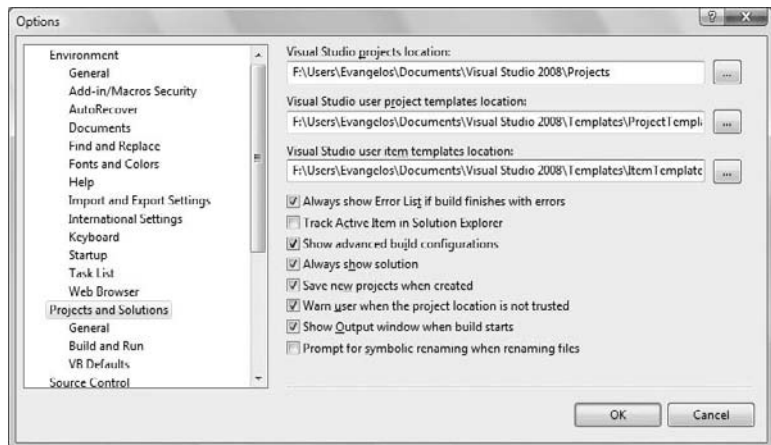 Options
Environment
General
Add-in/Macros Security
AutoRecover
Documents
Find and Replace
Fonts and Colors
Help
Import and Export Settings
International Settings
Keyboard
Startup
Task List
Web Browser
Projects and Solutions
General
Build and Run
VB Defaults
Source Control
Visual Studio projects location:
F:\Users\Evangelos\Documents\Visual Studio 2008\Projects
...
Visual Studio user project templates location:
F:\Users\Evangelos\Documents\Visual Studio 2008\Templates\ProjectTempl
...
Visual Studio user item templates location:
F:\Users\Evangelos\Documents\Visual Studio 2008\Templates\ItemTemplate
...
Always show Error List if build finishes with errors
Track Active Item in Solution Explorer
Show advanced build configurations
Always show solution
Save new projects when created
Warn user when the project location is not trusted
Show Output window when build starts
Prompt for symbolic renaming when renaming files
OK
Cancel